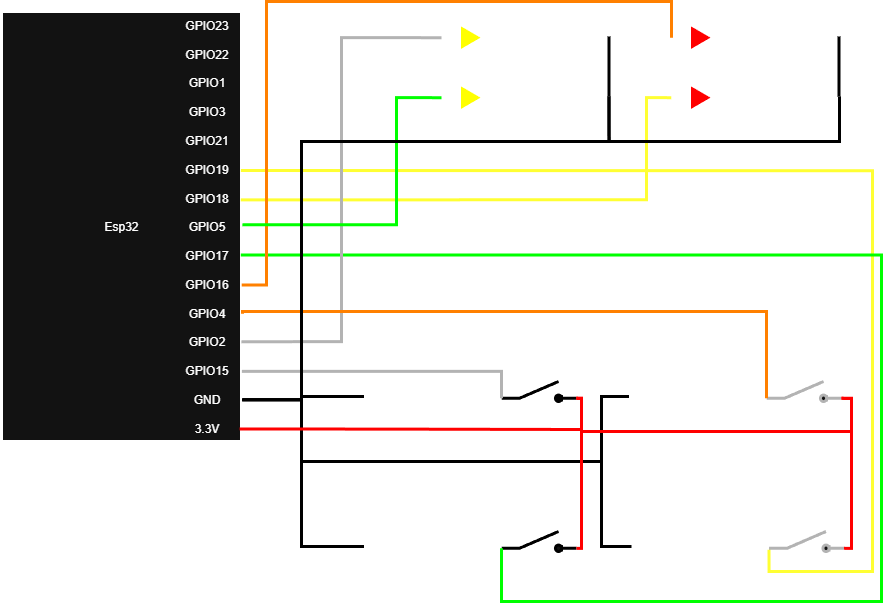 GPIO23
GPIO22
GPIO1
GPIO3
GPIO21
GPIO19
GPIO18
Esp32
GPIO5
GPIO17
GPIO16
GPIO4
GPIO2
GPIO15
GND
3.3V